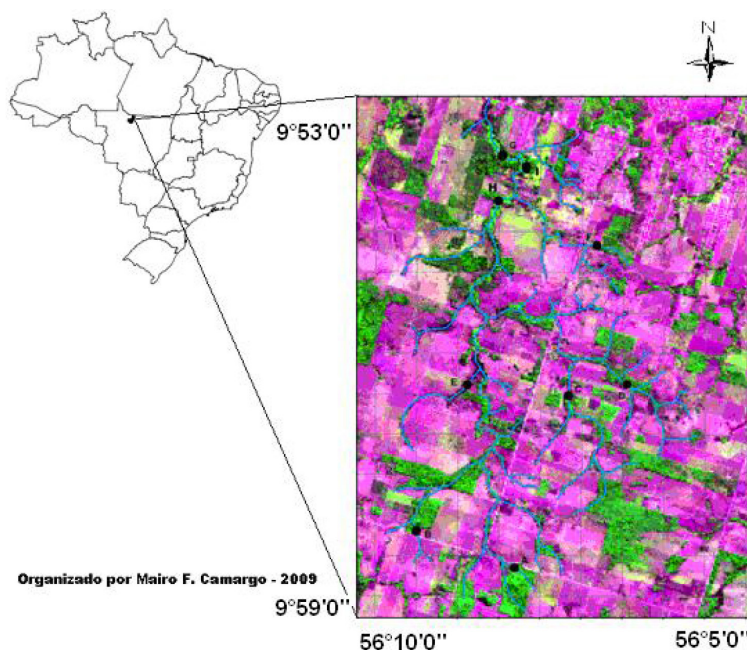 N
9°53'0"
G
I
H
F
E
C
D
B
A
Organizado por Mairo F. Camargo - 2009
9°59'0"
56°10'0"
56°5'0"